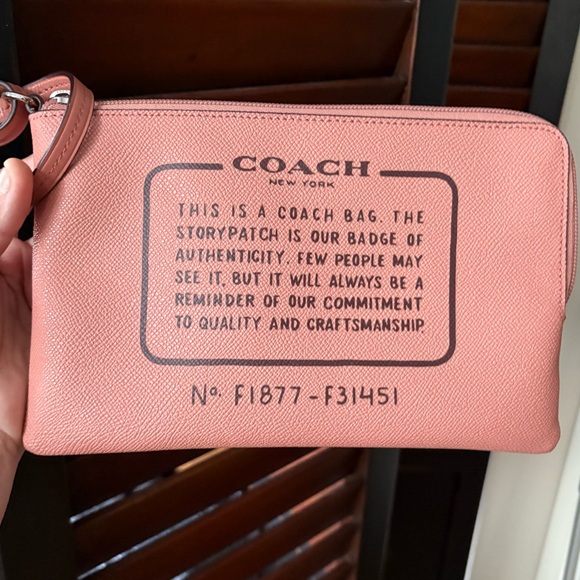 COACH
NEW YORK
THIS IS A COACH BAG. THE
STORYPATCH IS OUR BADGE OF
AUTHENTICITY. FEW PEOPLE MAY
SEE IT, BUT IT WILL ALWAYS BE A
REMINDER OF OUR COMMITMENT
TO QUALITY AND CRAFTSMANSHIP.
No. F1877-F31451